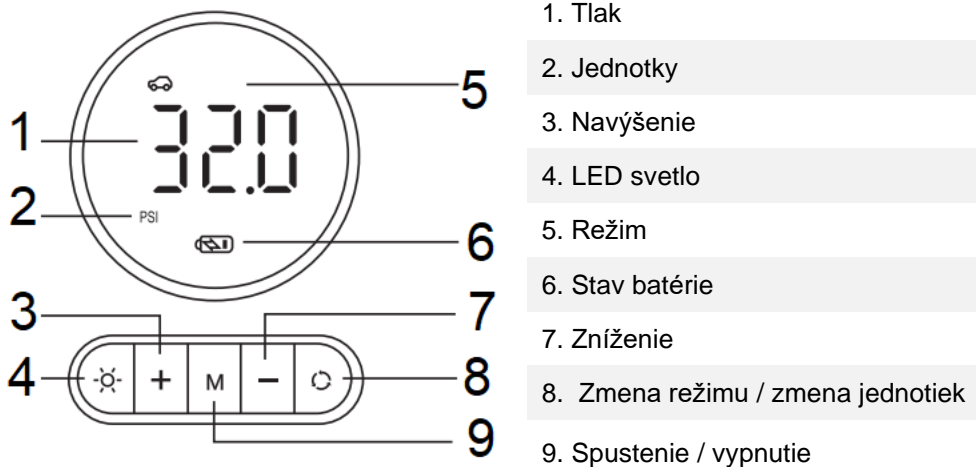 1
2
3
4
5
6
7
8
9
32.0
PSI
M
1. Tlak
2. Jednotky
3. Navýšenie
4. LED svetlo
5. Režim
6. Stav batérie
7. Zníženie
8. Zmena režimu / zmena jednotiek
9. Spustenie / vypnutie